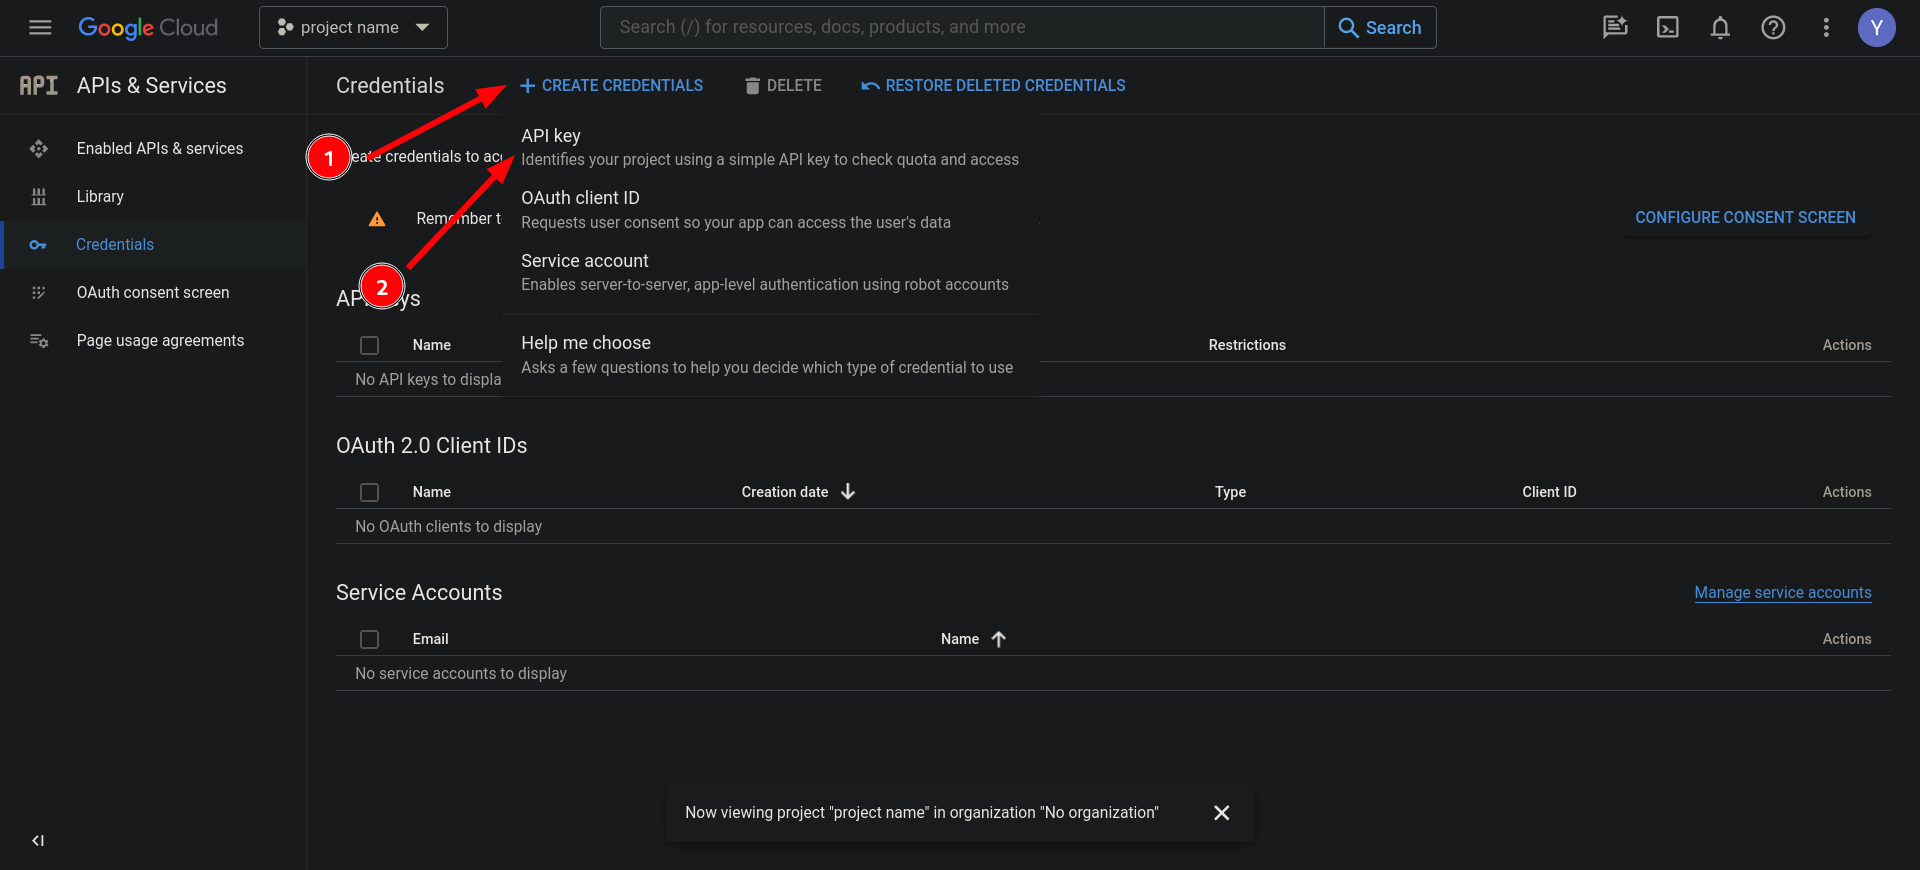 Google Cloud
project name
Search (/) for resources, docs, products, and more
Search
Y
API
APIs & Services
Credentials
CREATE CREDENTIALS
DELETE
RESTORE DELETED CREDENTIALS
Enabled APIs & services
Library
Credentials
OAuth consent screen
Page usage agreements
1
eate credentials to acc
Remember t
2
API key
Identifies your project using a simple API key to check quota and access
OAuth client ID
Requests user consent so your app can access the user's data
Service account
Enables server-to-server, app-level authentication using robot accounts
Help me choose
Asks a few questions to help you decide which type of credential to use
CONFIGURE CONSENT SCREEN
Name
Restrictions
Actions
No API keys to displa
OAuth 2.0 Client IDs
Name
Creation date
Type
Client ID
Actions
No OAuth clients to display
Service Accounts
Manage service accounts
Email
Name
Actions
No service accounts to display
Now viewing project "project name" in organization "No organization"